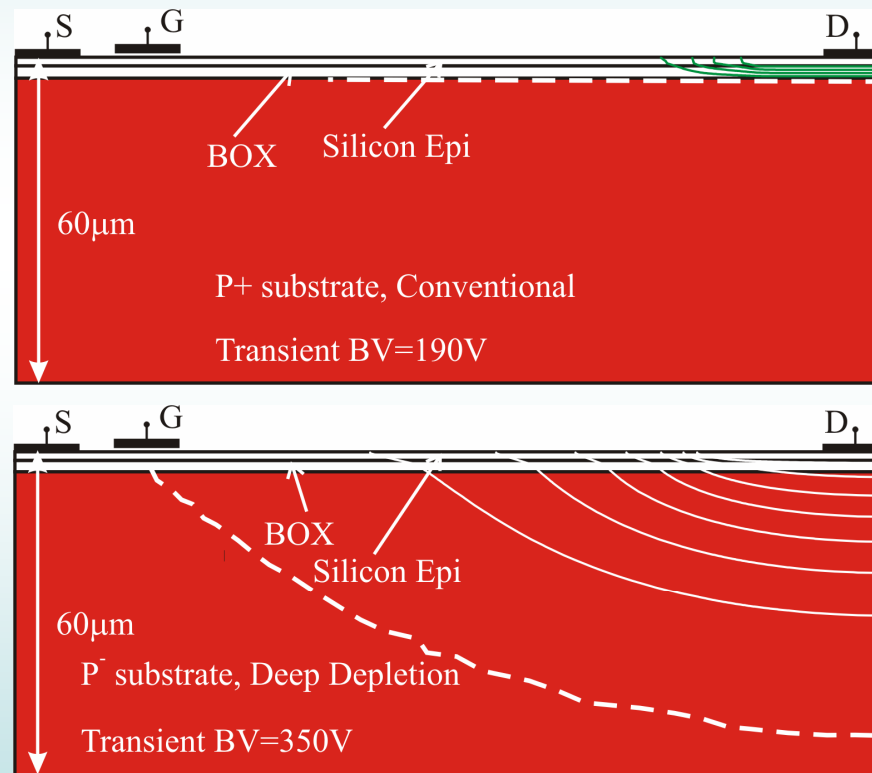 S G D
BOX
Silicon Epi
60μm
P+ substrate, Conventional
Transient BV=190V
S G D
BOX
Silicon Epi
60μm
P⁻ substrate, Deep Depletion
Transient BV=350V